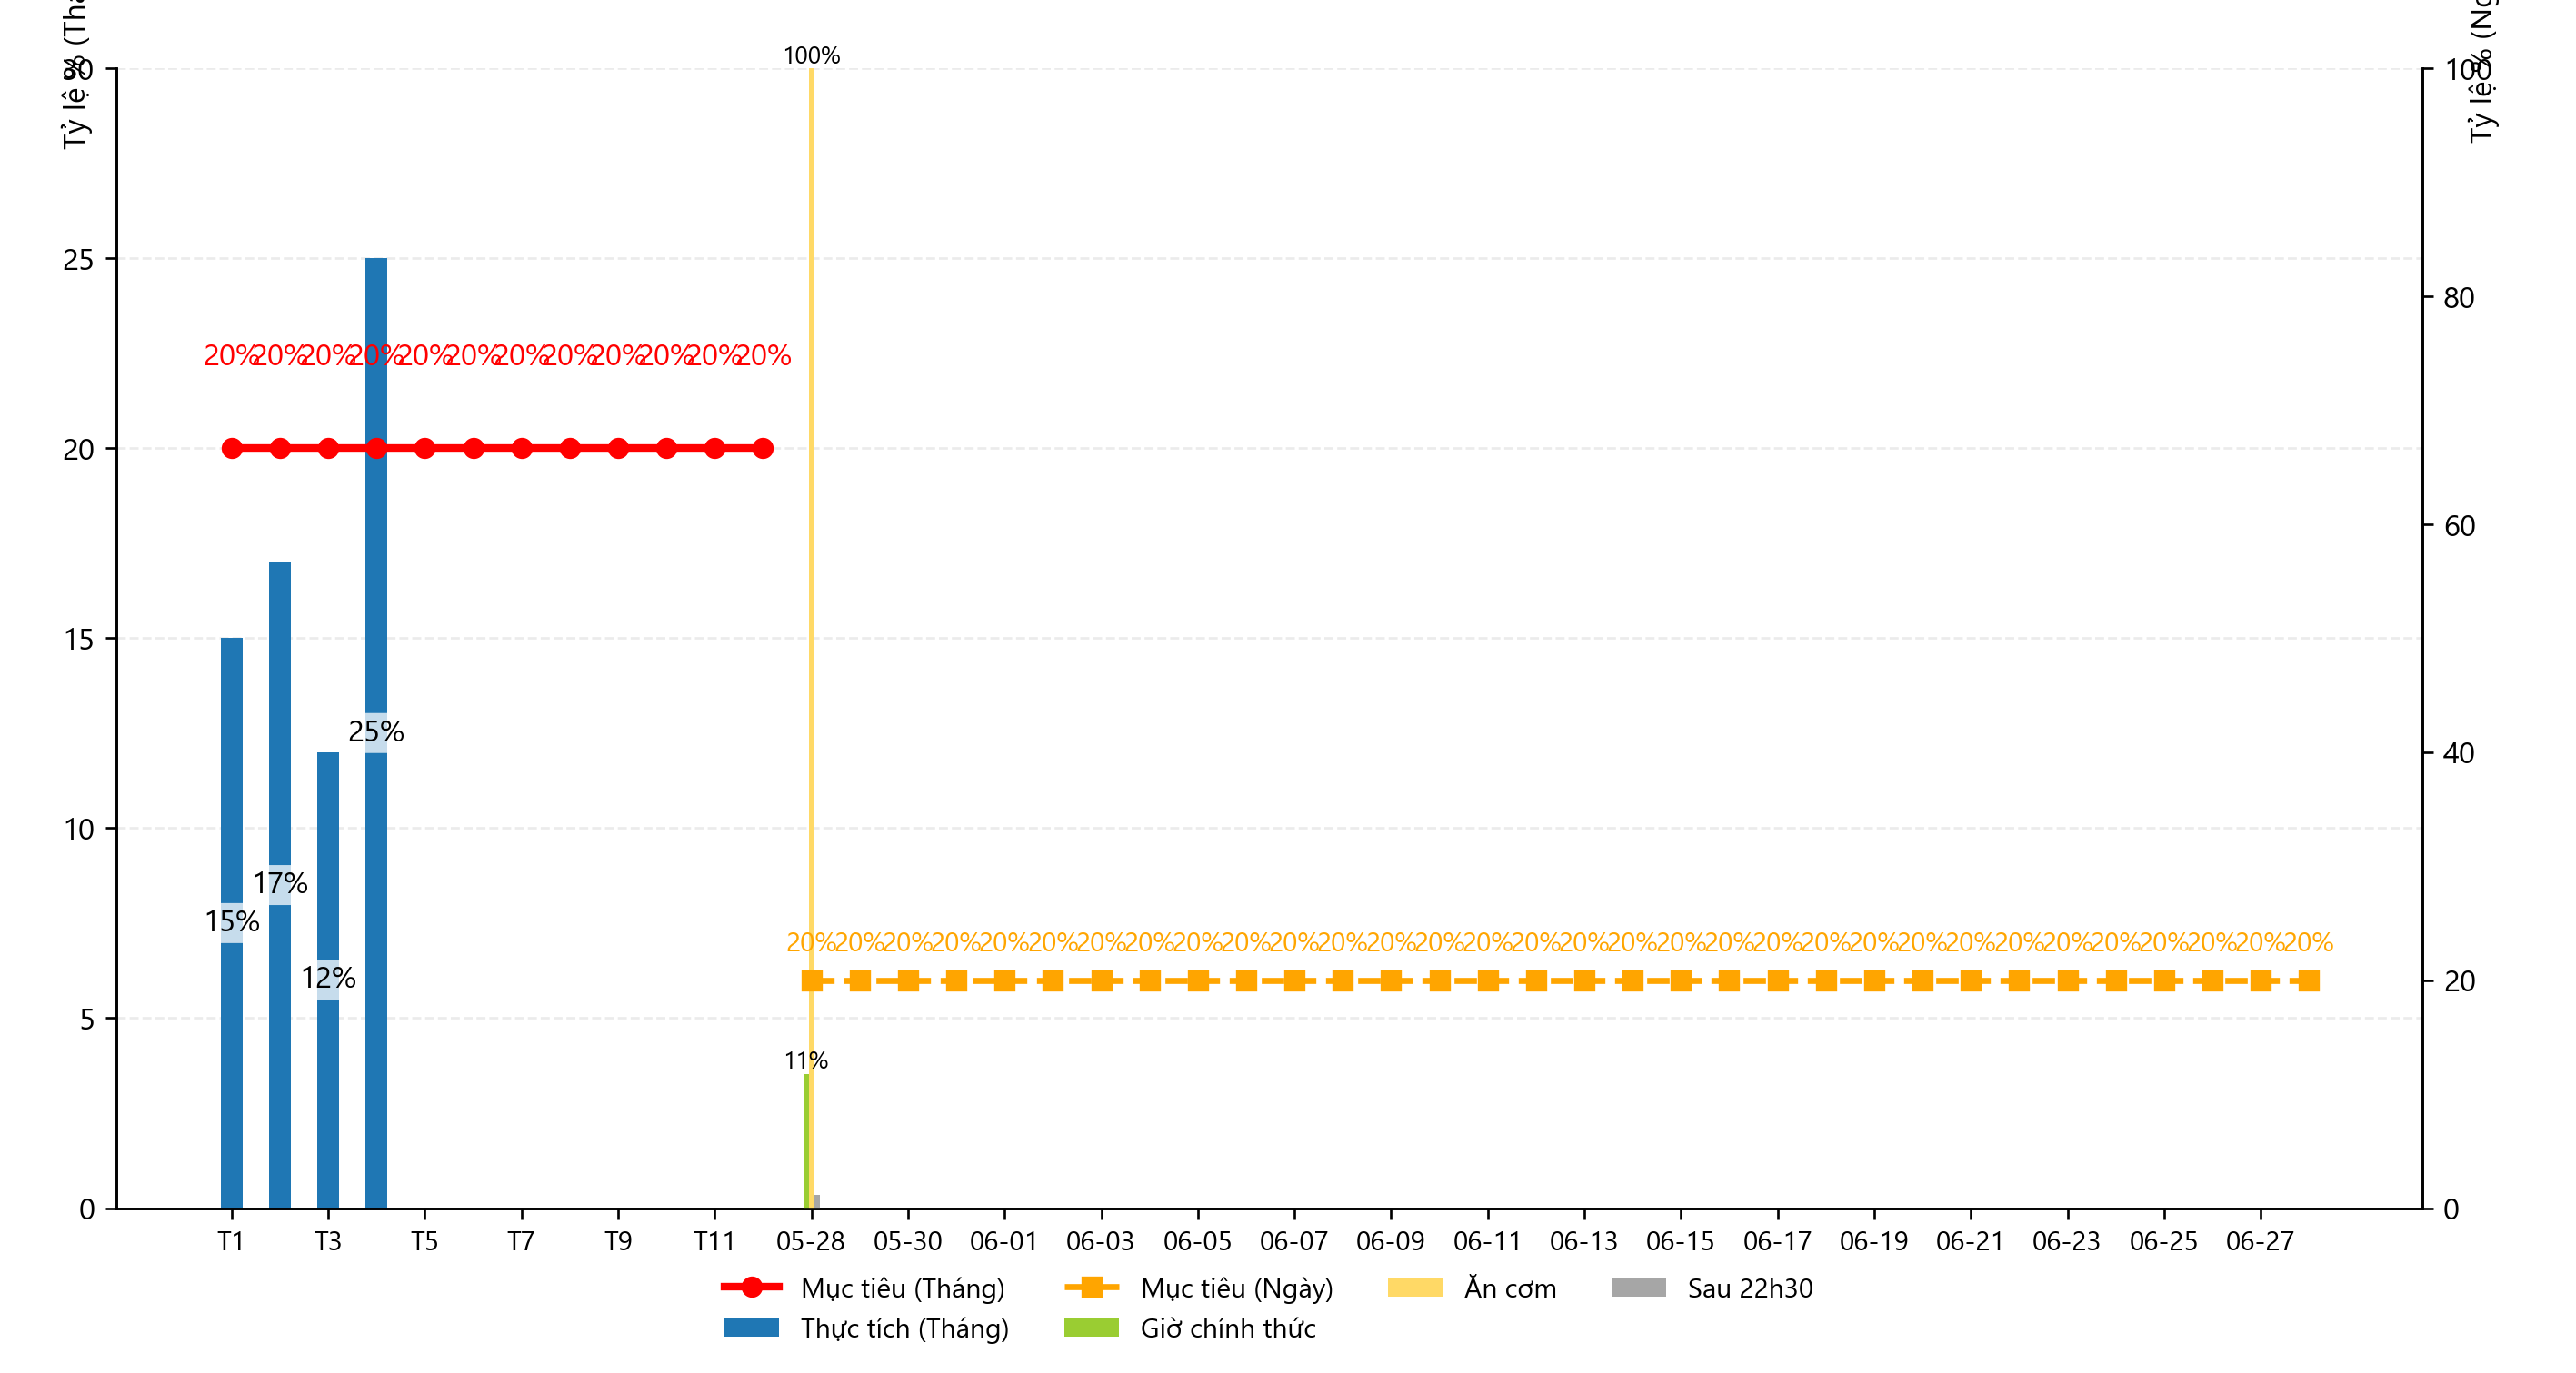 Tỷ lệ % (Thá
Tỷ lệ % (Ng
100%
30
100
25
80
20% 20% 20% 20% 20% 20% 20% 20% 20% 20% 20% 20%
20
60
15
25%
40
10
17%
15%
20% 20% 20% 20% 20% 20% 20% 20% 20% 20% 20% 20% 20% 20% 20% 20% 20% 20% 20% 20% 20% 20% 20% 20% 20% 20% 20% 20% 20% 20% 20% 20%
12%
20
5
11%
0
0
T1 T3 T5 T7 T9 T11 05-28 05-30 06-01 06-03 06-05 06-07 06-09 06-11 06-13 06-15 06-17 06-19 06-21 06-23 06-25 06-27
Mục tiêu (Tháng) Mục tiêu (Ngày) Ăn cơm Sau 22h30
Thực tích (Tháng) Giờ chính thức